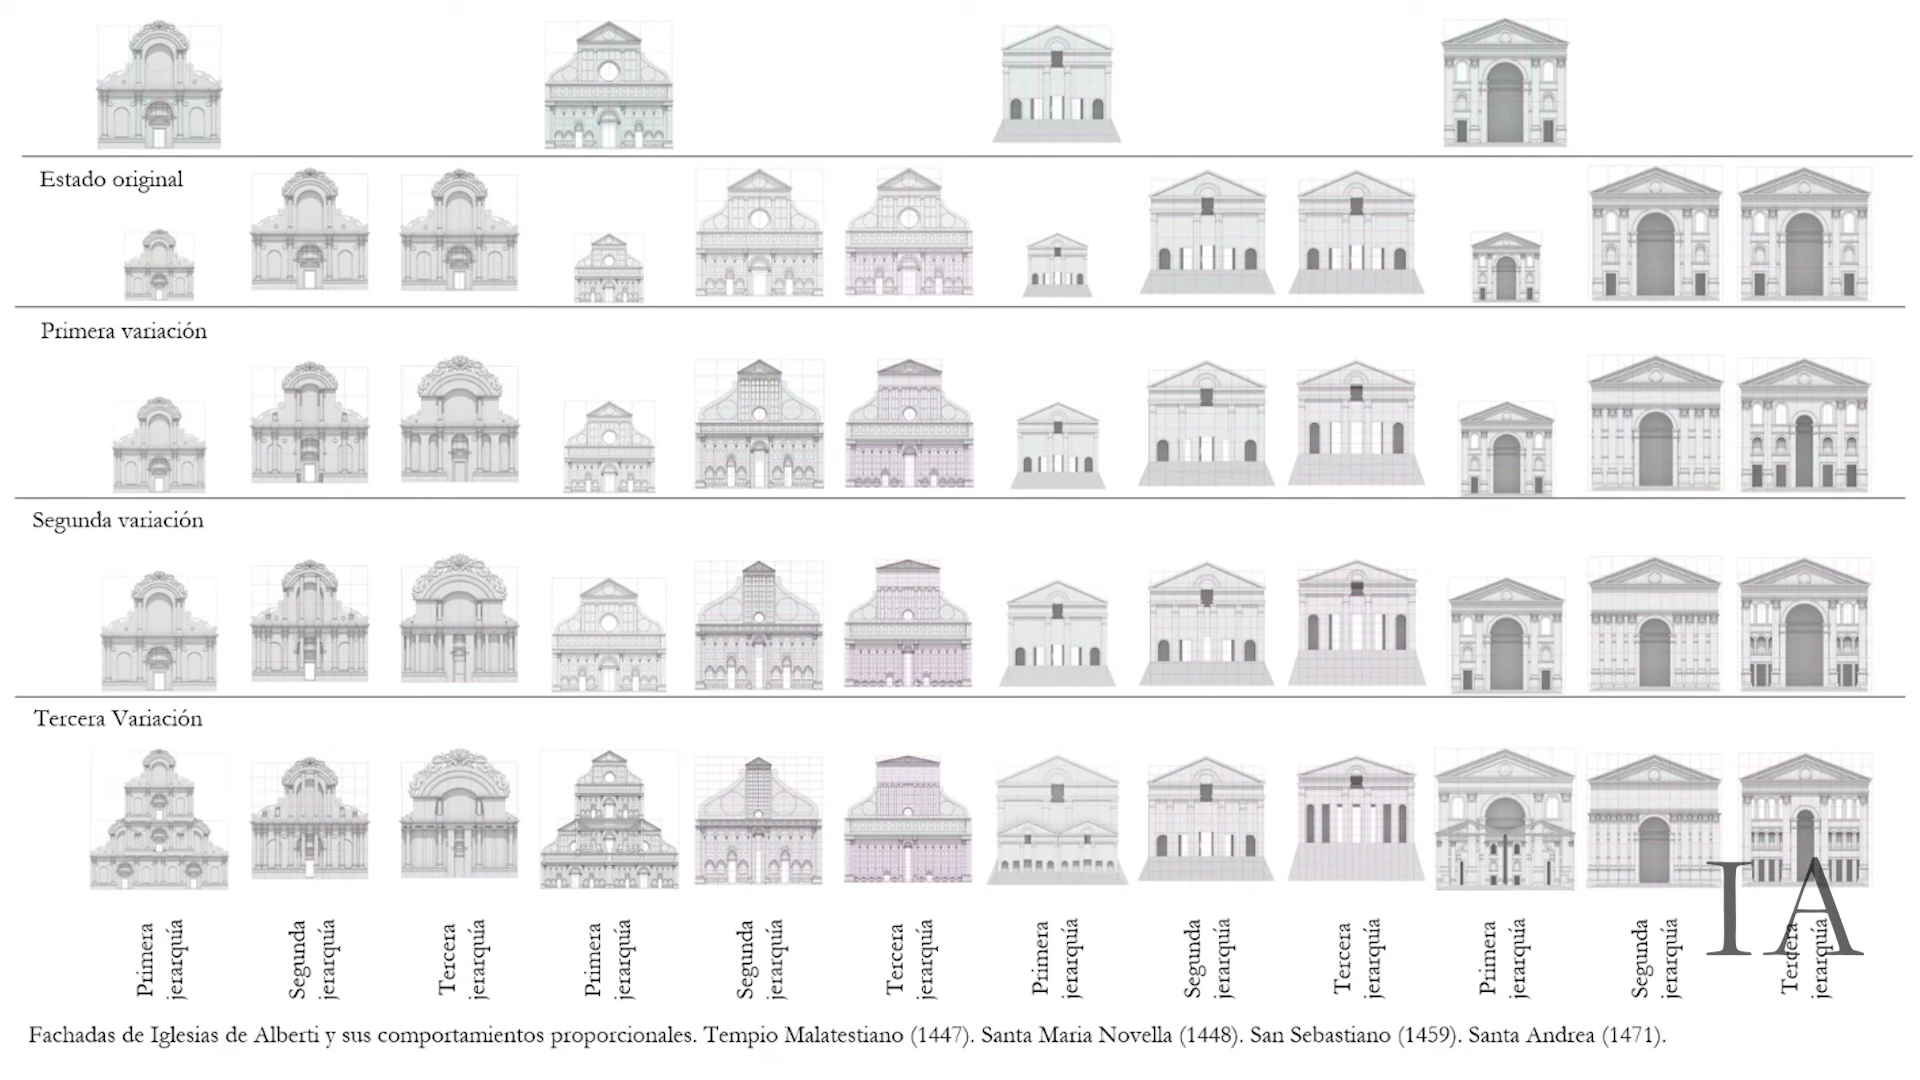 Estado original
Primera variación
Segunda variación
Tercera Variación
Primera
jerarquía
Segunda
jerarquía
Tercera
jerarquía
Primera
jerarquía
Segunda
jerarquía
Tercera
jerarquía
Primera
jerarquía
Segunda
jerarquía
Tercera
jerarquía
Primera
jerarquía
Segunda
jerarquía
Tercera
jerarquía
IA
Fachadas de Iglesias de Alberti y sus comportamientos proporcionales. Tempio Malatestiano (1447). Santa Maria Novella (1448). San Sebastiano (1459). Santa Andrea (1471).